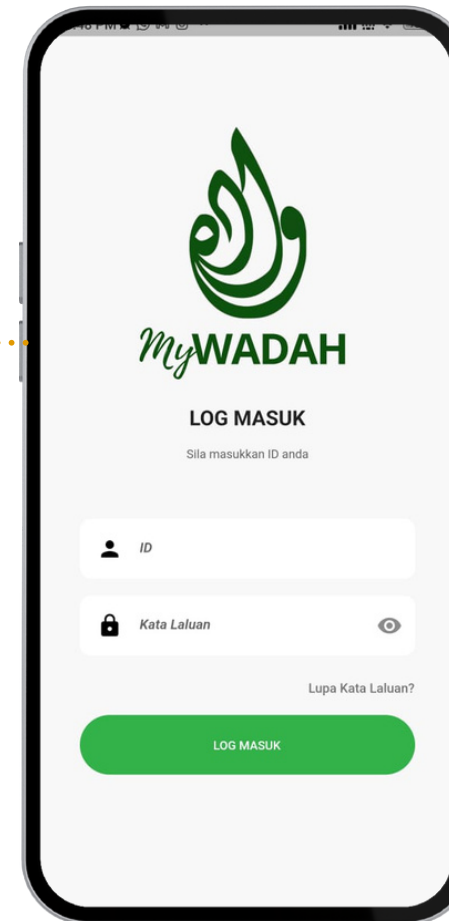 MyWADAH
LOG MASUK
Sila masukkan ID anda
ID
Kata Laluan
Lupa Kata Laluan?
LOG MASUK